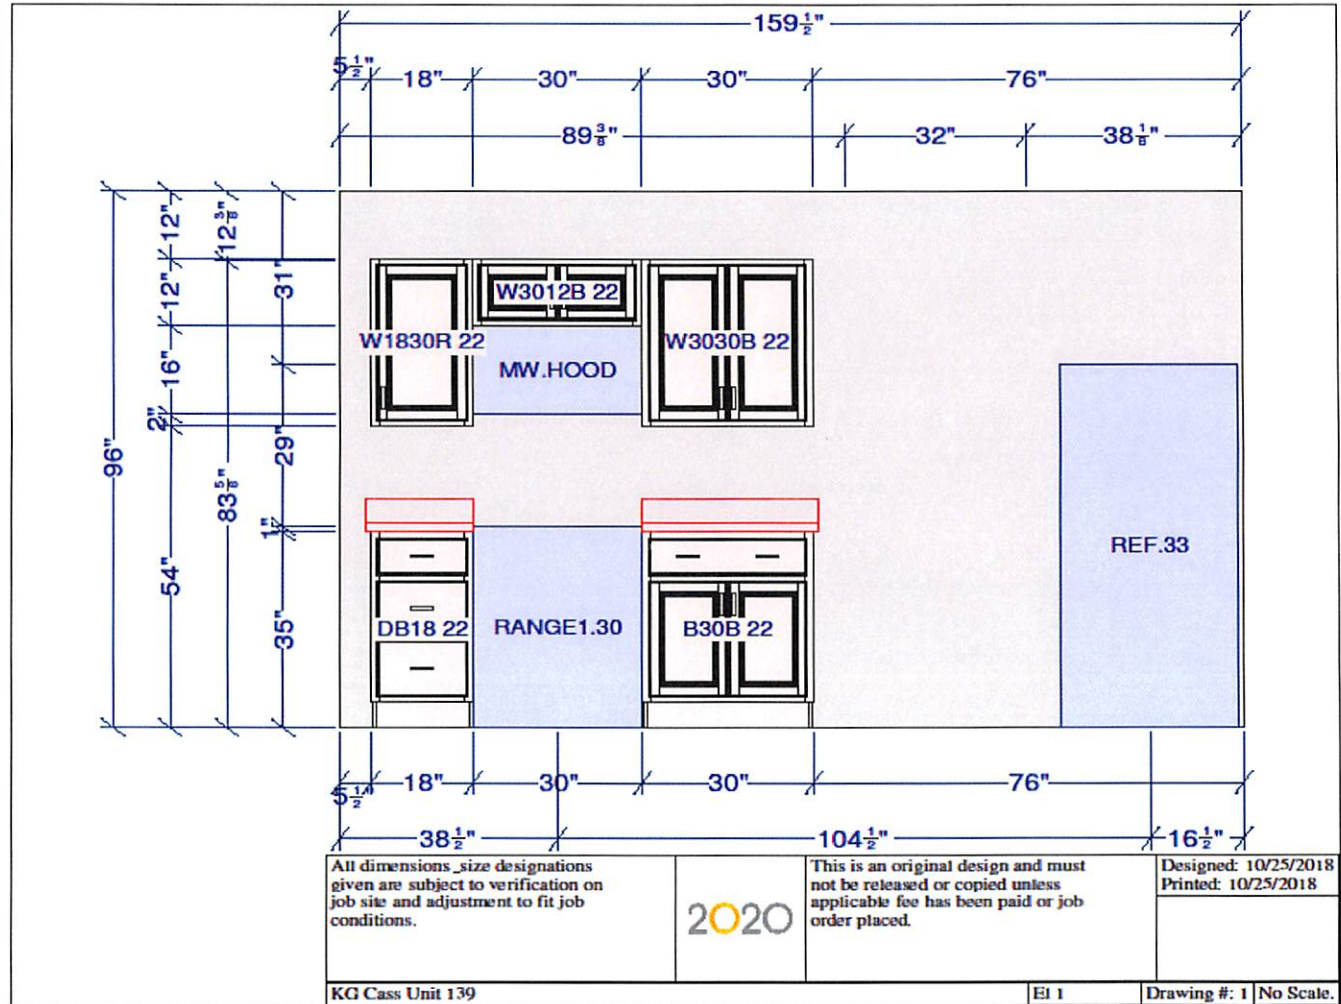 159 1/2"
5 1/2" 18" 30" 30" 76"
89 3/8" 32" 38 1/8"
12" 12 3/8"
12" 31"
W3012B 22
W1830R 22 W3030B 22
16" MW.HOOD
2"
29"
96" 83 5/8"
1"
54" REF.33
35" DB18 22 RANGE1.30 B30B 22
5 1/2" 18" 30" 30" 76"
38 1/2" 104 1/2" 16 1/2"
All dimensions _size designations
given are subject to verification on
job site and adjustment to fit job
conditions.
2020
This is an original design and must
not be released or copied unless
applicable fee has been paid or job
order placed.
Designed: 10/25/2018
Printed: 10/25/2018
KG Cass Unit 139 El 1 Drawing #: 1 No Scale.